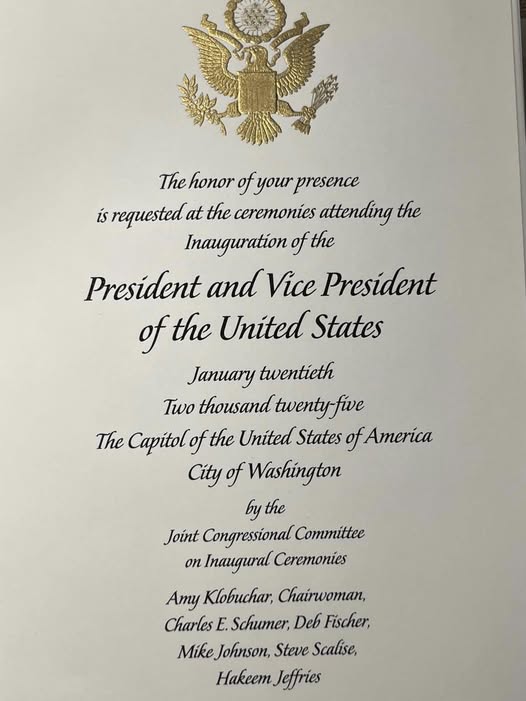 The honor of your presence
is requested at the ceremonies attending the
Inauguration of the
President and Vice President
of the United States
January twentieth
Two thousand twenty-five
The Capitol of the United States of America
City of Washington
by the
Joint Congressional Committee
on Inaugural Ceremonies
Amy Klobuchar, Chairwoman,
Charles E. Schumer, Deb Fischer,
Mike Johnson, Steve Scalise,
Hakeem Jeffries